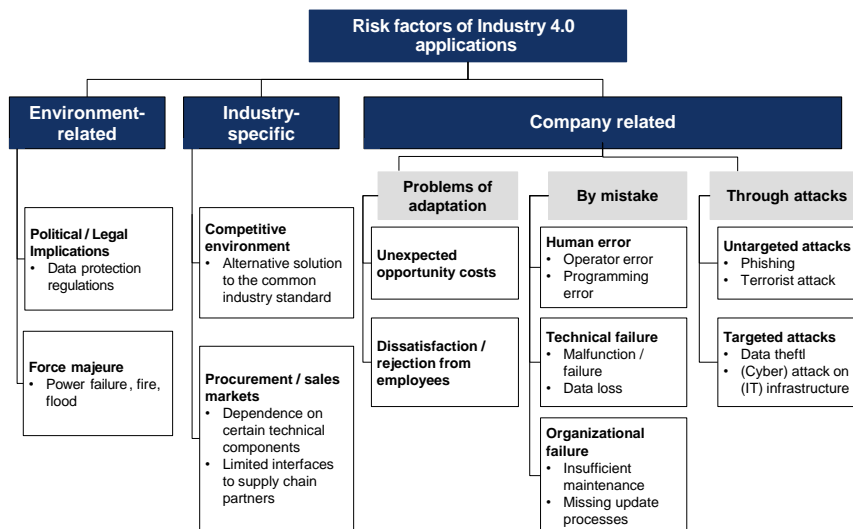 Risk factors of Industry 4.0
applications
Environment-
related
Industry-
specific
Company related
Problems of
adaptation
By mistake
Through attacks
Political / Legal
Implications
• Data protection
regulations
Force majeure
• Power failure, fire,
flood
Competitive
environment
• Alternative solution
to the common
industry standard
Procurement / sales
markets
• Dependence on
certain technical
components
• Limited interfaces
to supply chain
partners
Unexpected
opportunity costs
Dissatisfaction /
rejection from
employees
Human error
• Operator error
• Programming
error
Technical failure
• Malfunction /
failure
• Data loss
Organizational
failure
• Insufficient
maintenance
• Missing update
processes
Untargeted attacks
• Phishing
• Terrorist attack
Targeted attacks
• Data theftl
• (Cyber) attack on
(IT) infrastructure